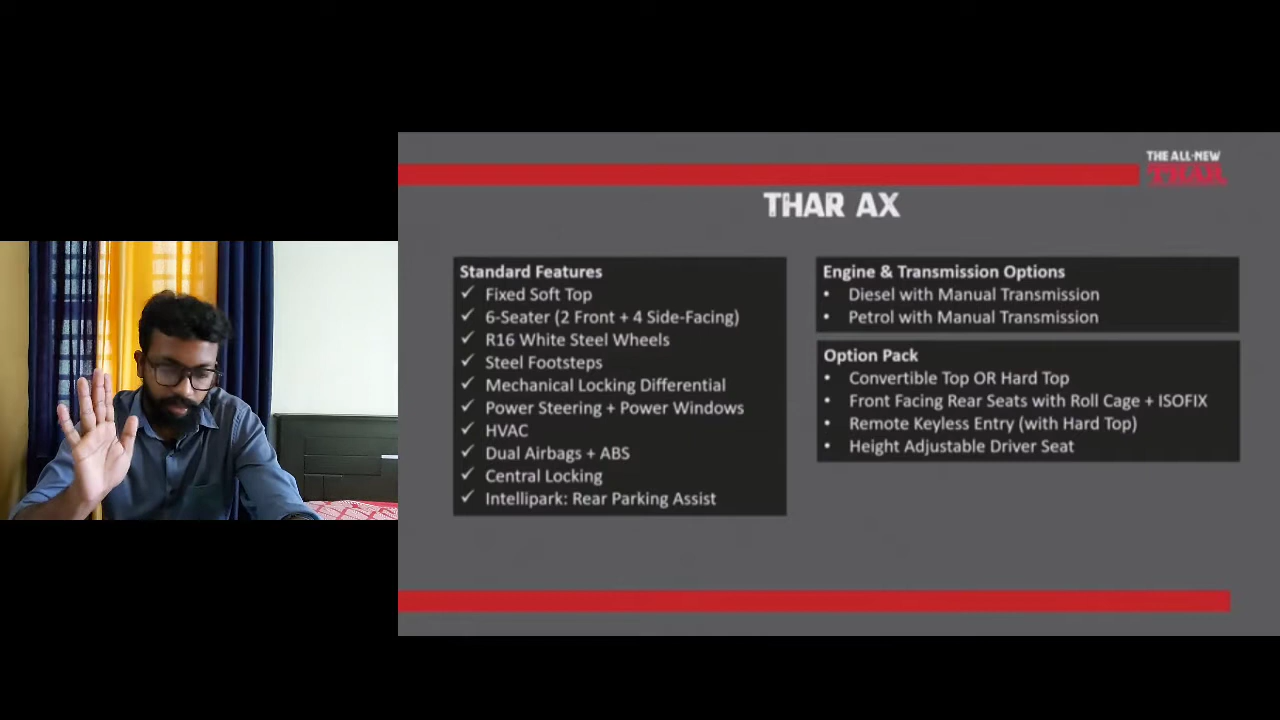 THE ALL-NEW
THAR
THAR AX
Standard Features
✓ Fixed Soft Top
✓ 6-Seater (2 Front + 4 Side-Facing)
✓ R16 White Steel Wheels
✓ Steel Footsteps
✓ Mechanical Locking Differential
✓ Power Steering + Power Windows
✓ HVAC
✓ Dual Airbags + ABS
✓ Central Locking
✓ Intellipark: Rear Parking Assist
Engine & Transmission Options
• Diesel with Manual Transmission
• Petrol with Manual Transmission
Option Pack
• Convertible Top OR Hard Top
• Front Facing Rear Seats with Roll Cage + ISOFIX
• Remote Keyless Entry (with Hard Top)
• Height Adjustable Driver Seat